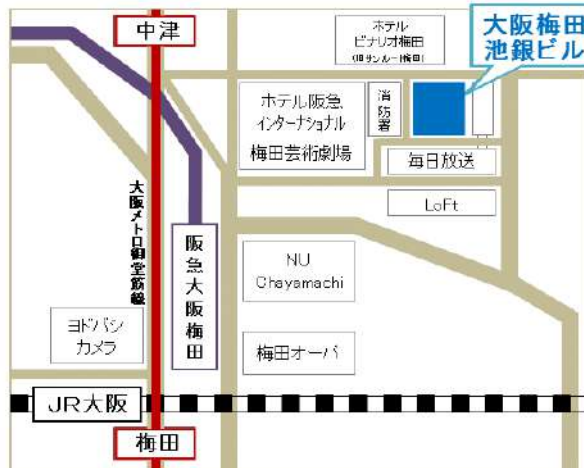 中津
ホテル
ビナリオ梅田
(旧サンルート梅田)
大阪梅田
池銀ビル
ホテル阪急
インターナショナル
梅田芸術劇場
消防署
毎日放送
LoFt
大阪メトロ御堂筋線
阪急大阪梅田
NU
Chayamachi
ヨドバシ
カメラ
梅田オーパ
JR大阪
梅田